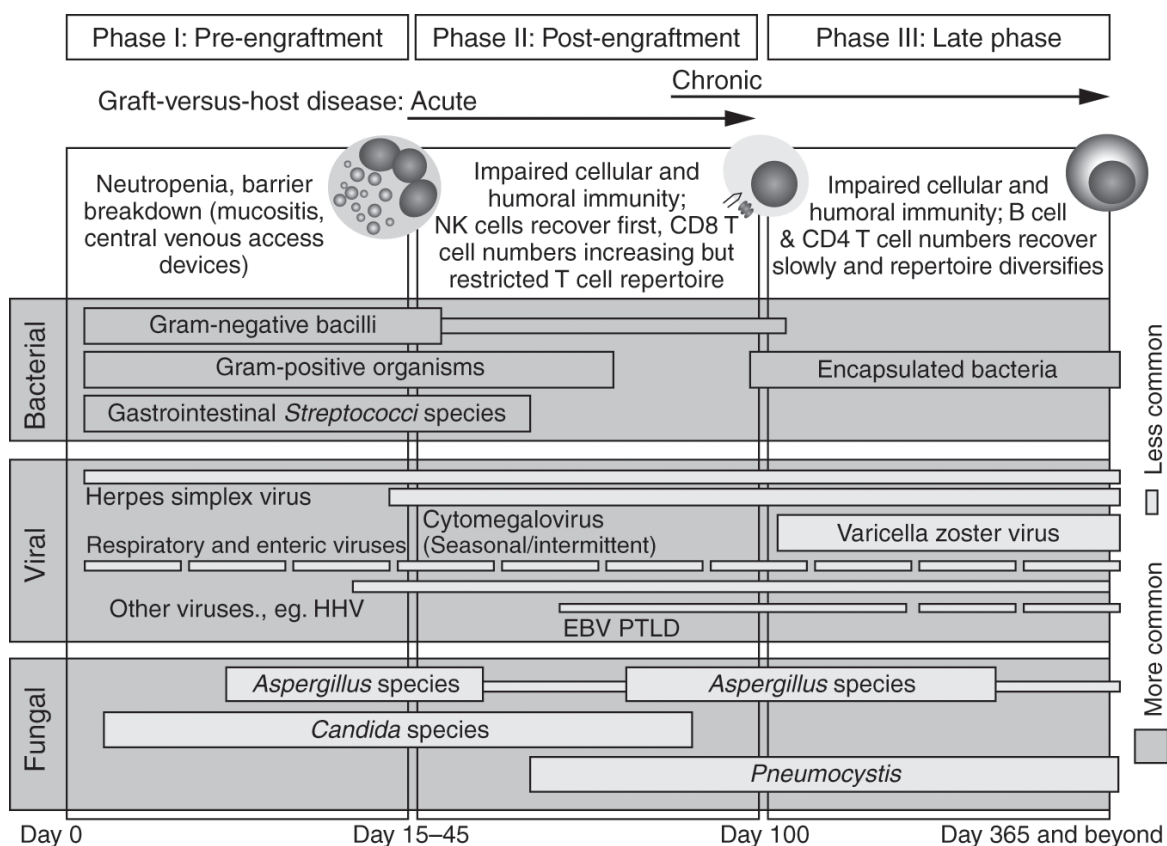 Phase I: Pre-engraftment
Phase II: Post-engraftment
Phase III: Late phase
Chronic
Graft-versus-host disease: Acute
Neutropenia, barrier
breakdown (mucositis,
central venous access
devices)
Impaired cellular and
humoral immunity;
NK cells recover first, CD8 T
cell numbers increasing but
restricted T cell repertoire
Impaired cellular and
humoral immunity; B cell
& CD4 T cell numbers recover
slowly and repertoire diversifies
Bacterial
Gram-negative bacilli
Gram-positive organisms
Encapsulated bacteria
Gastrointestinal Streptococci species
Viral
Herpes simplex virus
Cytomegalovirus
(Seasonal/intermittent)
Varicella zoster virus
Respiratory and enteric viruses
Other viruses., eg. HHV
EBV PTLD
Fungal
Aspergillus species
Aspergillus species
Candida species
Pneumocystis
Less common
More common
Day 0
Day 15–45
Day 100
Day 365 and beyond